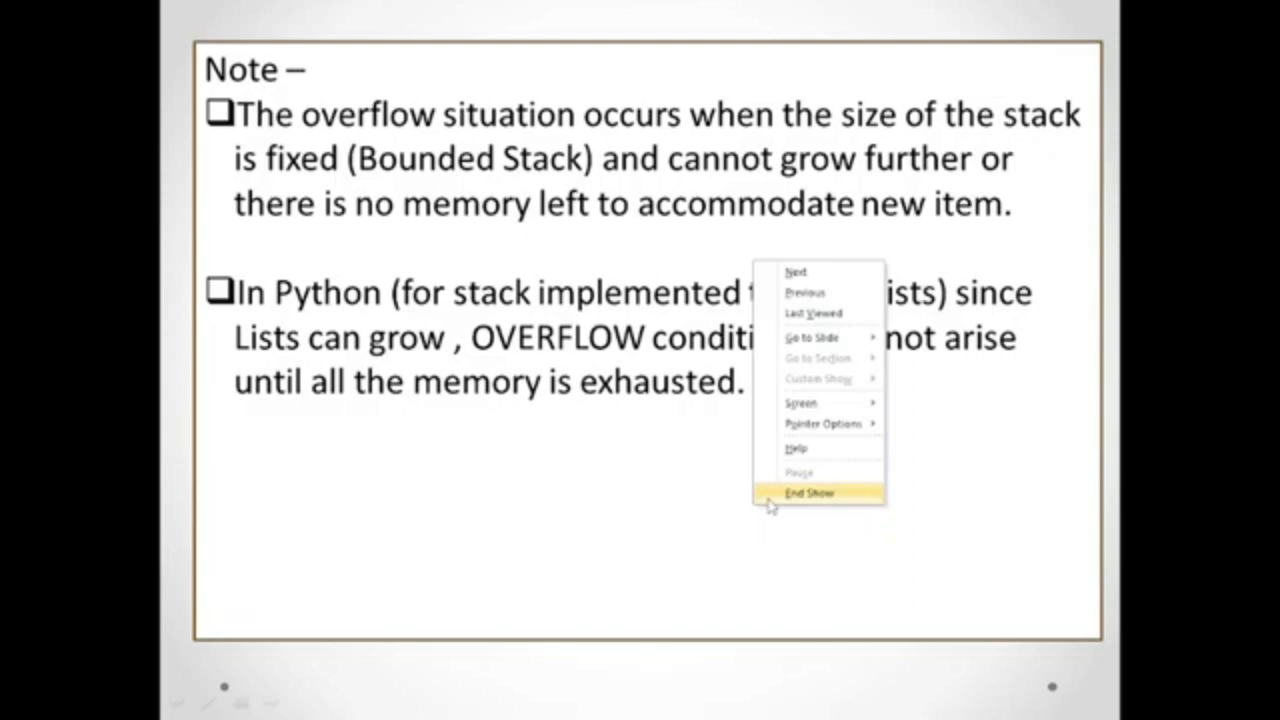 Note –
❑The overflow situation occurs when the size of the stack
is fixed (Bounded Stack) and cannot grow further or
there is no memory left to accommodate new item.
❑In Python (for stack implemented ists) since
Lists can grow , OVERFLOW conditi not arise
until all the memory is exhausted.
Next
Previous
Last Viewed
Go to Slide
Go to Section
Custom Show
Screen
Pointer Options
Help
Pause
End Show